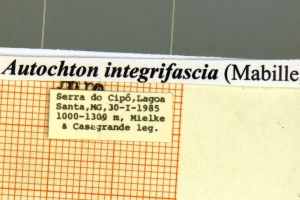 Autochton integrifascia (Mabille
Serra do Cipó,Lagoa
Santa,MG,30-I-1985
1000-1300 m, Mielke
& Casagrande leg.